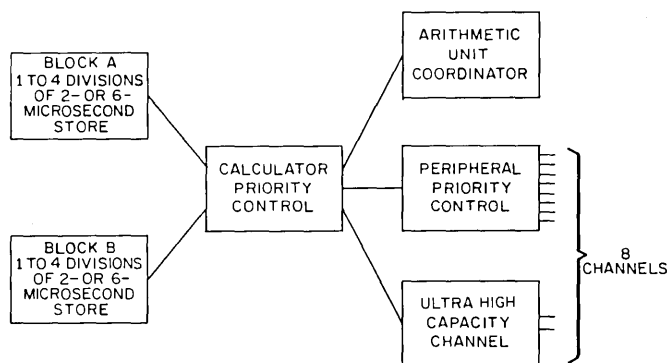 BLOCK A
1 TO 4 DIVISIONS
OF 2- OR 6-
MICROSECOND
STORE
BLOCK B
1 TO 4 DIVISIONS
OF 2- OR 6-
MICROSECOND
STORE
CALCULATOR
PRIORITY
CONTROL
ARITHMETIC
UNIT
COORDINATOR
PERIPHERAL
PRIORITY
CONTROL
ULTRA HIGH
CAPACITY
CHANNEL
8
CHANNELS